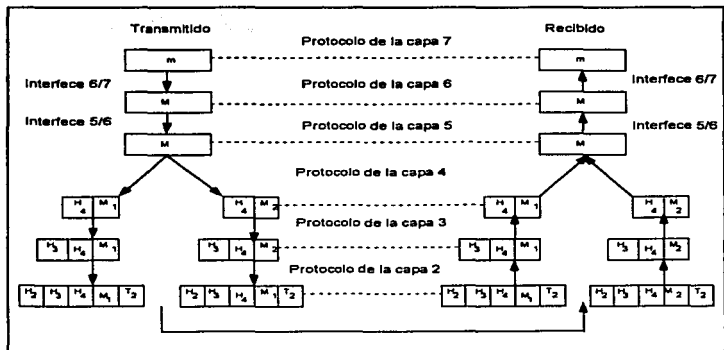 Transmitido
Recibido
Protocolo de la capa 7
m
m
Interfece 6/7
Protocolo de la capa 6
Interfece 6/7
M
M
Interfece 5/6
Protocolo de la capa 5
Interfece 5/6
M
M
Protocolo de la capa 4
H4 M1
H4 M2
H4 M1
H4 M2
Protocolo de la capa 3
H3 H4 M1
H3 H4 M2
H3 H4 M1
H3 H4 M2
Protocolo de la capa 2
H2 H3 H4 M1 T2
H2 H3 H4 M1 T2
H2 H3 H4 M1 T2
H2 H3 H4 M2 T2